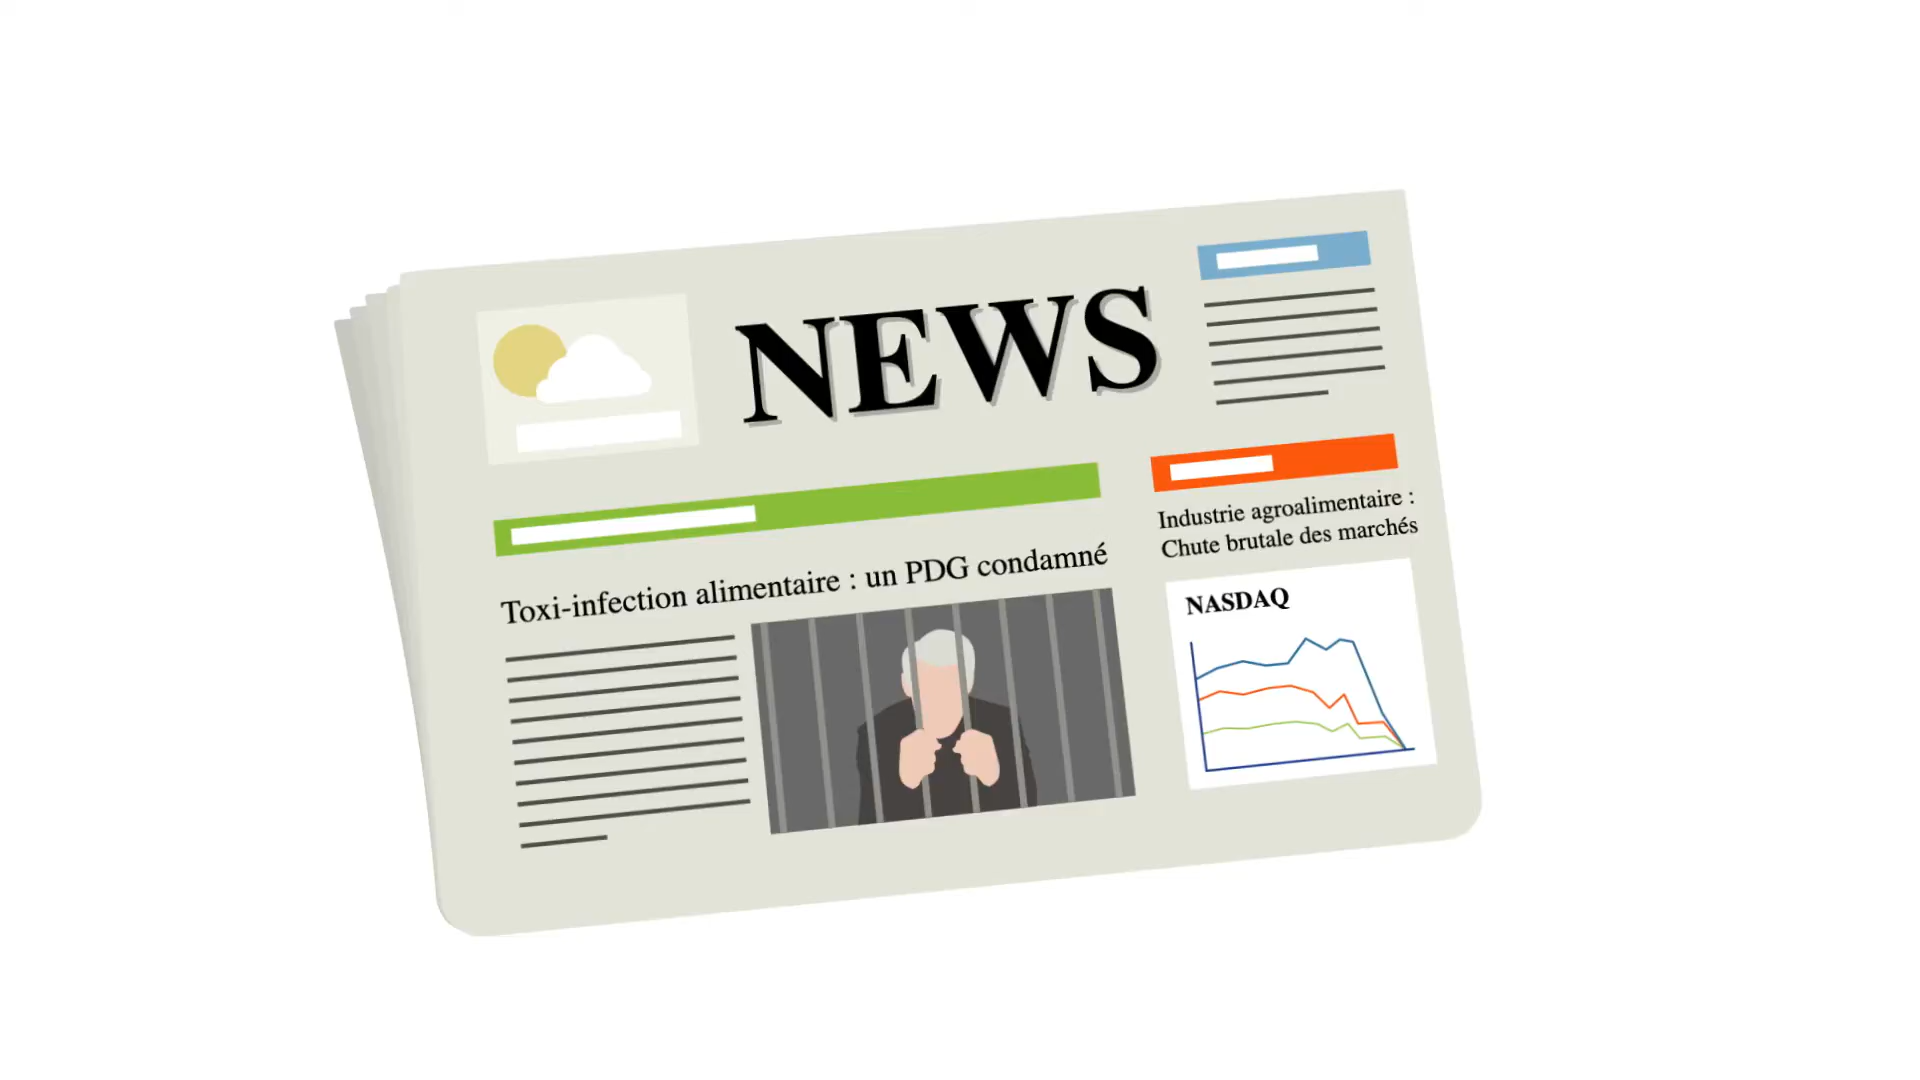 NEWS
Toxi-infection alimentaire : un PDG condamné
Industrie agroalimentaire :
Chute brutale des marchés
NASDAQ